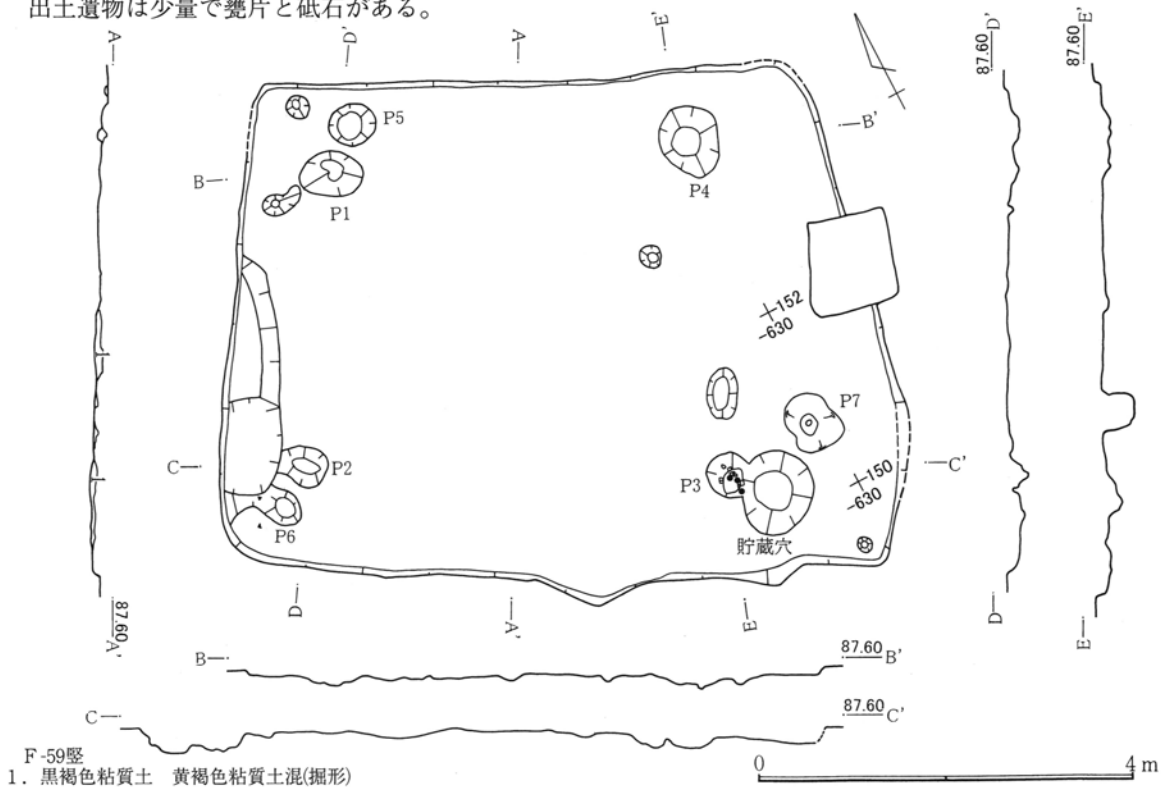 出土遺物は少量で甕片と砥石がある。
A
D'
A
E'
87.60 D'
87.60 E'
B'
P5
P4
B
P1
+152
-630
P7
C
P2
P3
+150
-630
C'
P6
貯蔵穴
D
A'
E
87.60 A'
D
E
1
1
B
87.60 B'
C
87.60 C'
F-59竪
1. 黒褐色粘質土 黄褐色粘質土混(掘形)
0 4m